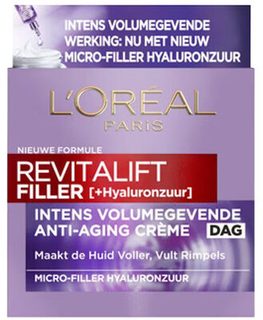 INTENS VOLUMEGEVENDE
WERKING: NU MET NIEUW
MICRO-FILLER HYALURONZUUR
L'ORÉAL
PARIS
NIEUWE FORMULE
REVITALIFT
FILLER [+Hyaluronzuur]
INTENS VOLUMEGEVENDE
ANTI-AGING CRÈME DAG
Maakt de Huid Voller, Vult Rimpels
MICRO-FILLER HYALURONZUUR